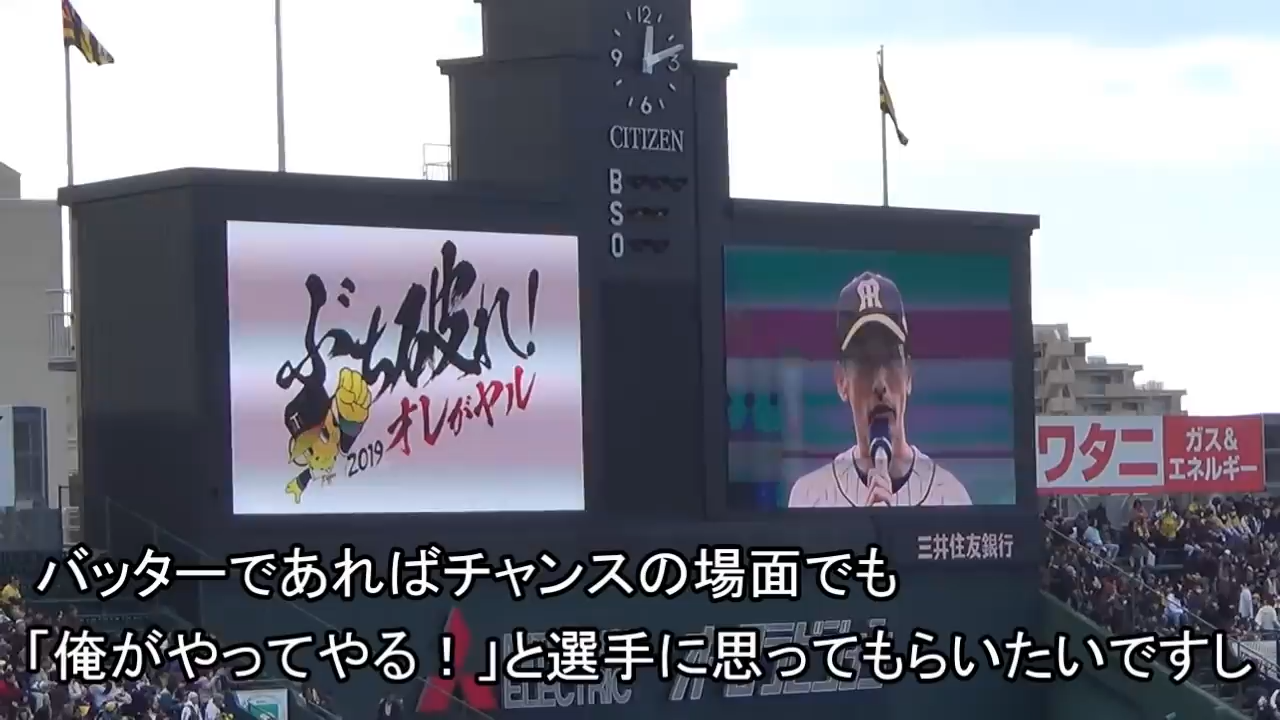 12
9
3
6
CITIZEN
B
S
O
ぶち破れ!
オレがヤル
2019
ワタニ
ガス&
エネルギー
三井住友銀行
バッターであればチャンスの場面でも
「俺がやってやる！」と選手に思ってもらいたいですし
ELECTRIC